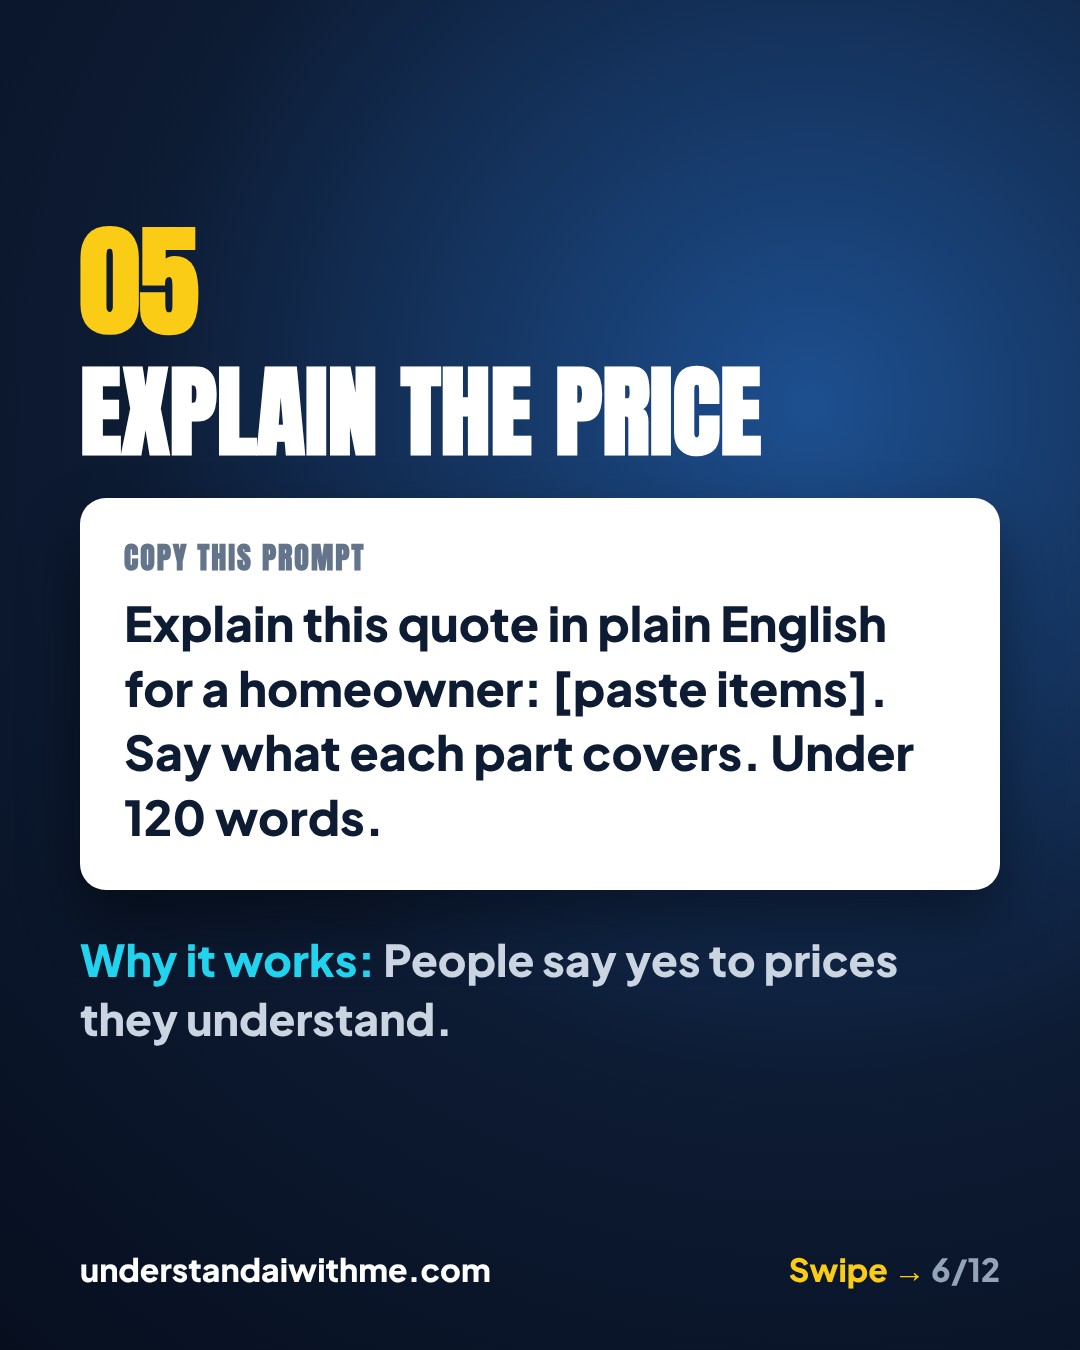 05
EXPLAIN THE PRICE
COPY THIS PROMPT
Explain this quote in plain English
for a homeowner: [paste items].
Say what each part covers. Under
120 words.
Why it works: People say yes to prices
they understand.
understandaiwithme.com
Swipe → 6/12